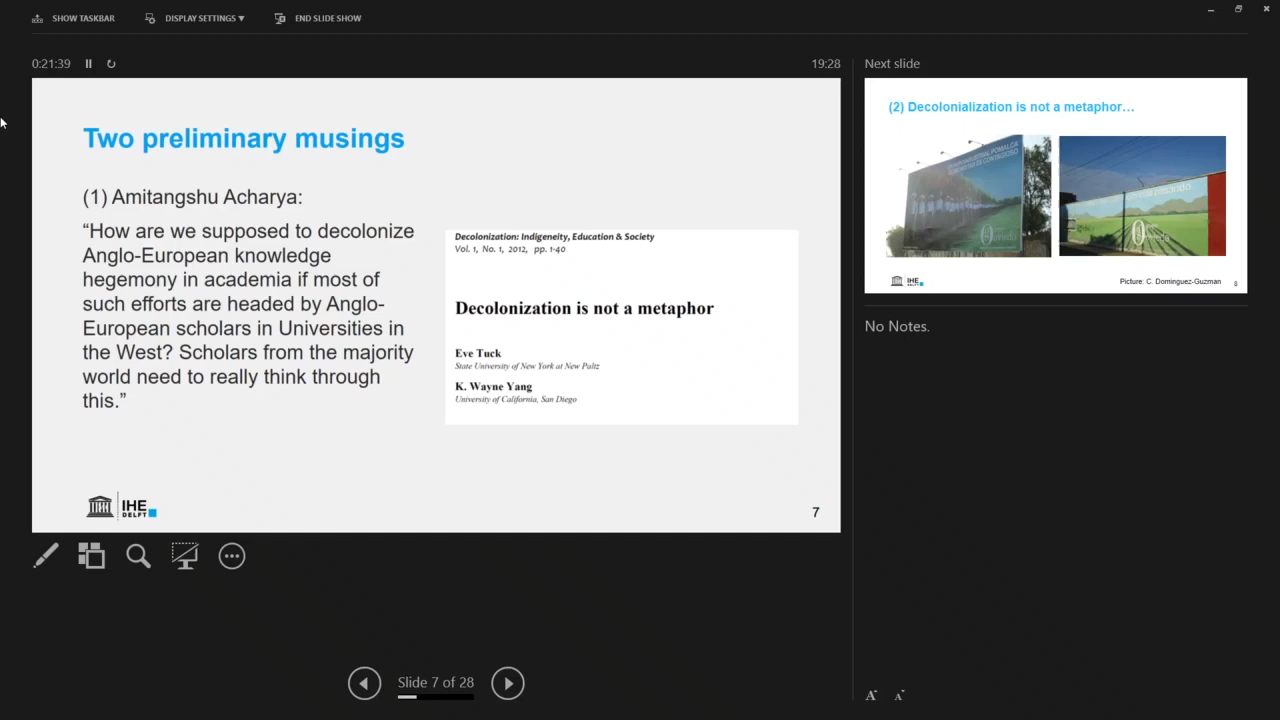 SHOW TASKBAR
DISPLAY SETTINGS ▼
END SLIDE SHOW
0:21:39
19:28
Two preliminary musings
(1) Amitangshu Acharya:
“How are we supposed to decolonize
Anglo-European knowledge
hegemony in academia if most of
such efforts are headed by Anglo-
European scholars in Universities in
the West? Scholars from the majority
world need to really think through
this.”
Decolonization: Indigeneity, Education & Society
Vol. 1, No. 1, 2012, pp. 1-40
Decolonization is not a metaphor
Eve Tuck
State University of New York at New Paltz
K. Wayne Yang
University of California, San Diego
IHE
DELFT
7
Next slide
(2) Decolonialization is not a metaphor…
POMALCA
CONTAGIOSO
IHE
DELFT
Picture: C. Dominguez-Guzman
8
No Notes.
Slide 7 of 28
A
A